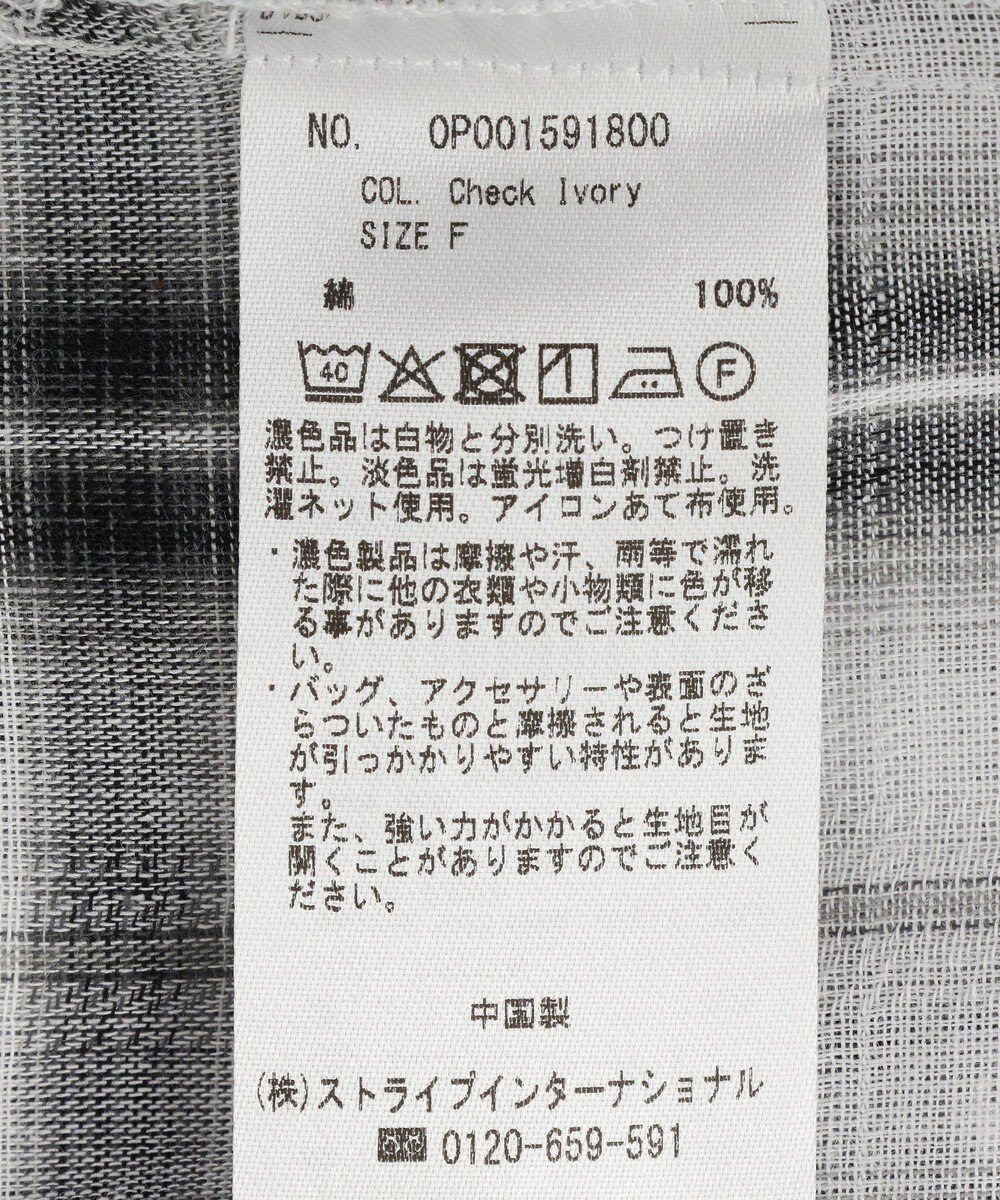 NO. OP001591800
COL. Check Ivory
SIZE F
綿 100%
40 F
濃色品は白物と分別洗い。つけ置き
禁止。淡色品は蛍光増白剤禁止。洗
濯ネット使用。アイロンあて布使用。
・濃色製品は摩擦や汗、雨等で濡れ
た際に他の衣類や小物類に色が移
る事がありますのでご注意くださ
い。
・バッグ、アクセサリーや表面のざ
らついたものと摩擦されると生地
が引っかかりやすい特性がありま
す。
また、強い力がかかると生地目が
開くことがありますのでご注意く
ださい。
中国製
(株)ストライプインターナショナル
0120-659-591